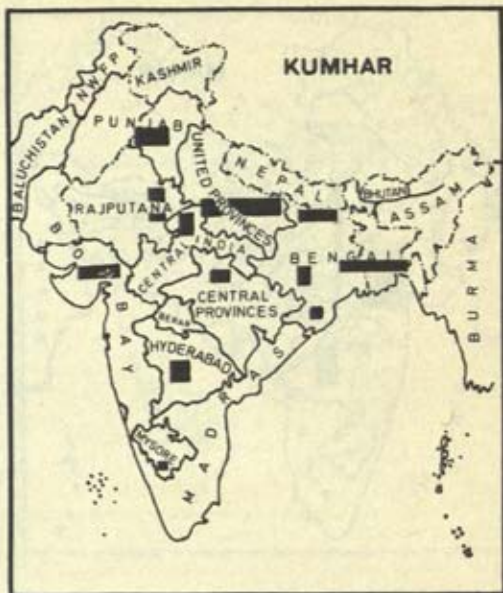 KUMHAR
KASHMIR
NWFP
PUNJAB
BALUCHISTAN
UNITED PROVINCES
NEPAL
BHUTAN
ASSAM
RAJPUTANA
CENTRAL INDIA
BENGAL
BOMBAY
CENTRAL
PROVINCES
BURMA
BERAR
HYDERABAD
MADRAS
MYSORE